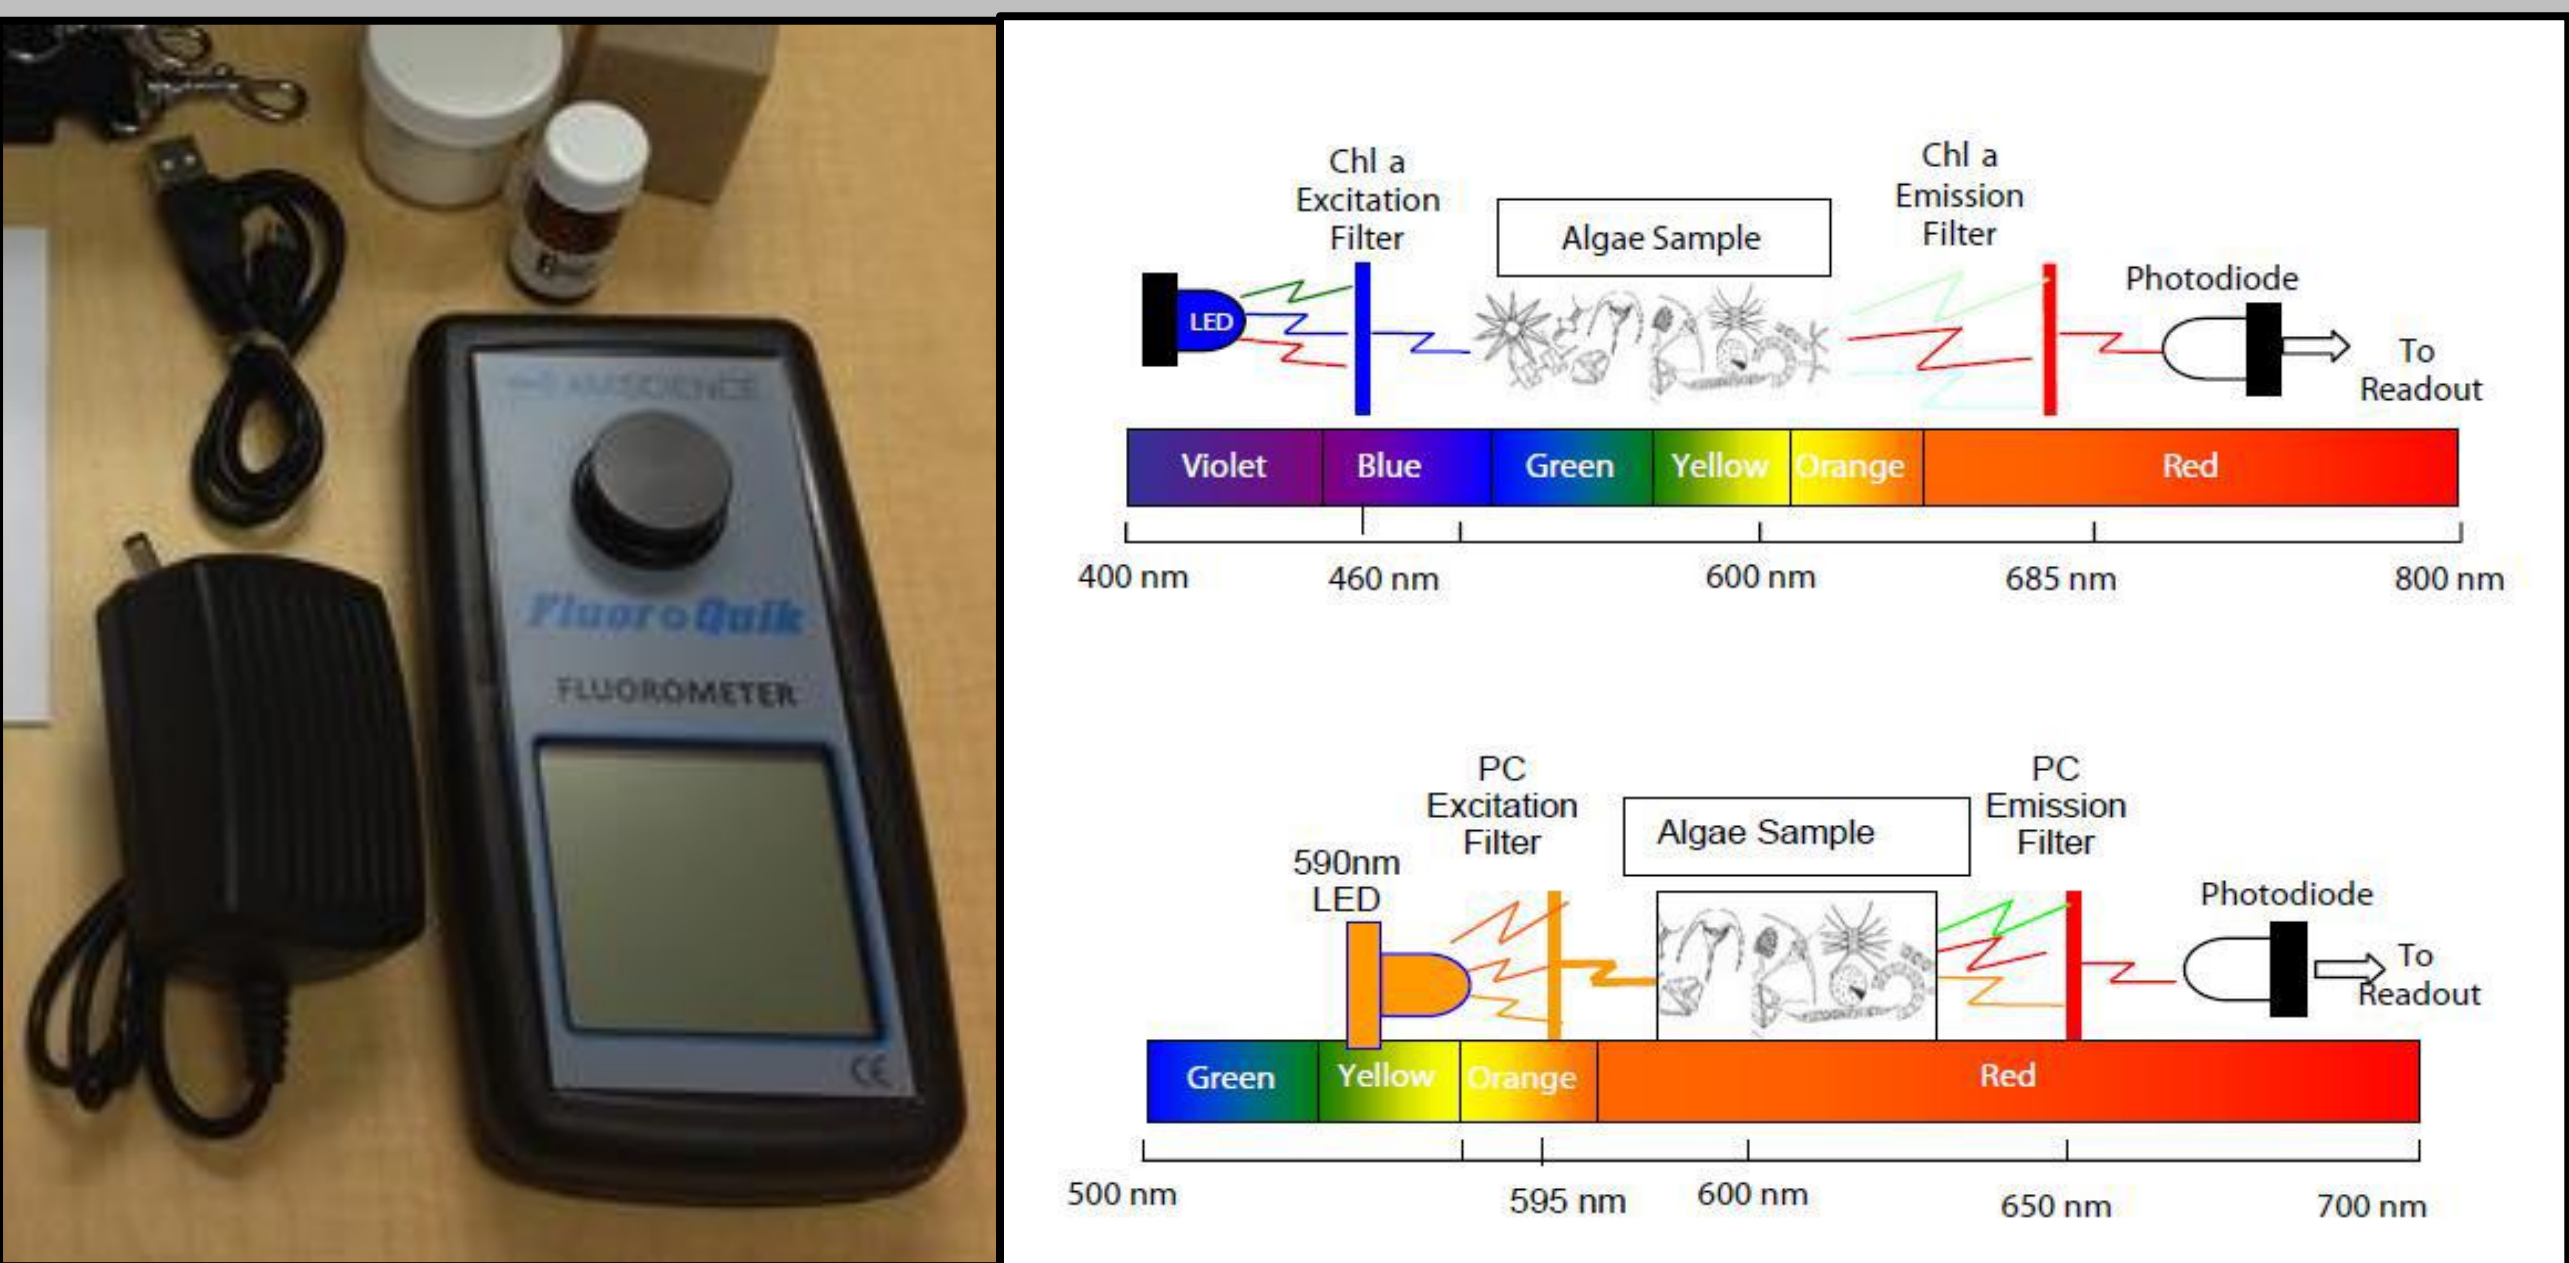 AMISCIENCE
Fluoro Quik
FLUOROMETER
CE
Chl a
Excitation
Filter
Algae Sample
Chl a
Emission
Filter
LED
Photodiode
To
Readout
Violet
Blue
Green
Yellow
Orange
Red
400 nm
460 nm
600 nm
685 nm
800 nm
PC
Excitation
Filter
590nm
LED
Algae Sample
PC
Emission
Filter
Photodiode
To
Readout
Green
Yellow
Orange
Red
500 nm
595 nm
600 nm
650 nm
700 nm